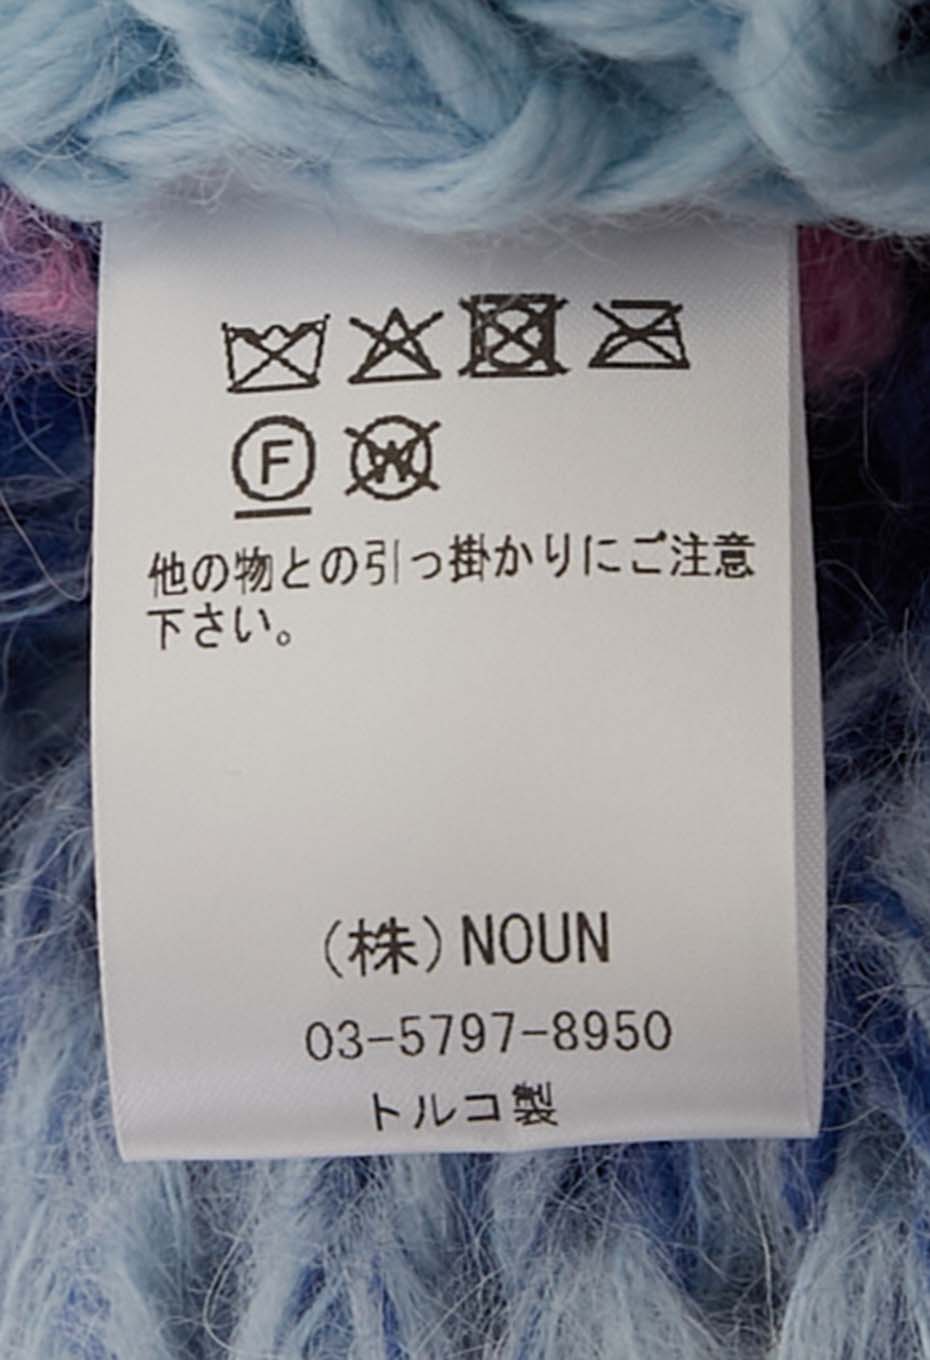 F W
他の物との引っ掛かりにご注意
下さい。
（株）NOUN
03-5797-8950
トルコ製